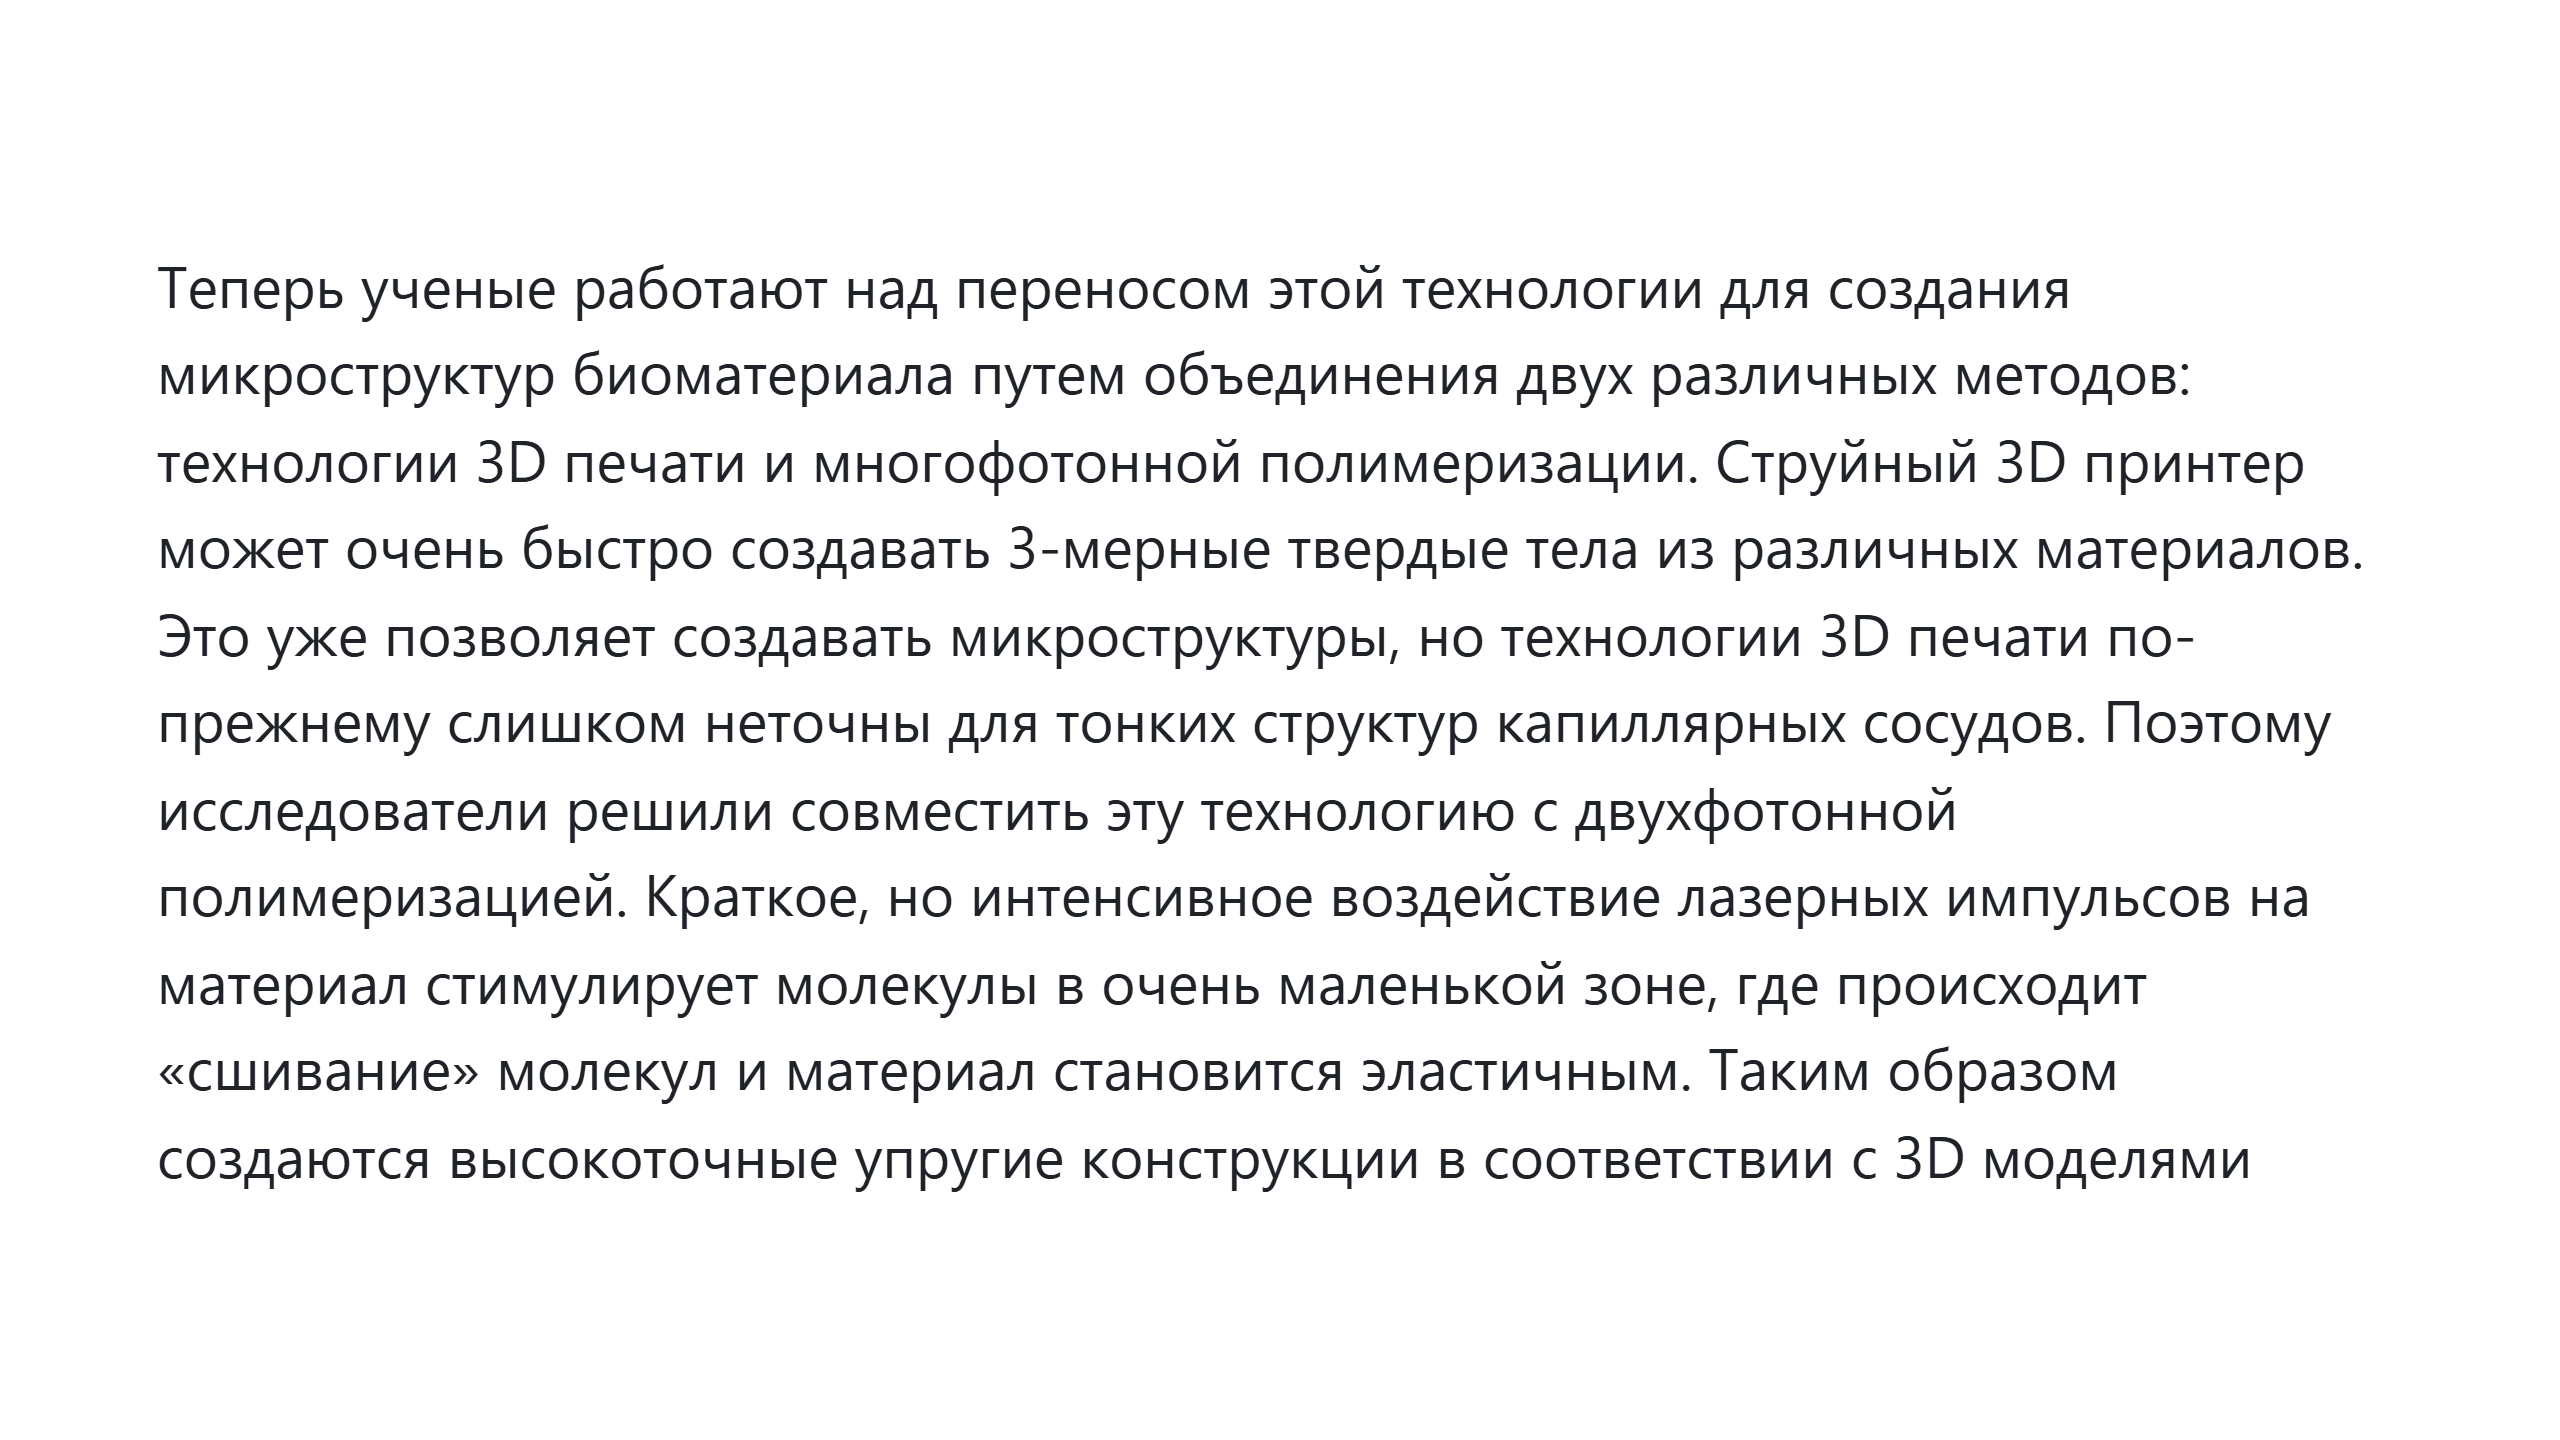 Теперь ученые работают над переносом этой технологии для создания
микроструктур биоматериала путем объединения двух различных методов:
технологии 3D печати и многофотонной полимеризации. Струйный 3D принтер
может очень быстро создавать 3-мерные твердые тела из различных материалов.
Это уже позволяет создавать микроструктуры, но технологии 3D печати по-
прежнему слишком неточны для тонких структур капиллярных сосудов. Поэтому
исследователи решили совместить эту технологию с двухфотонной
полимеризацией. Краткое, но интенсивное воздействие лазерных импульсов на
материал стимулирует молекулы в очень маленькой зоне, где происходит
«сшивание» молекул и материал становится эластичным. Таким образом
создаются высокоточные упругие конструкции в соответствии с 3D моделями